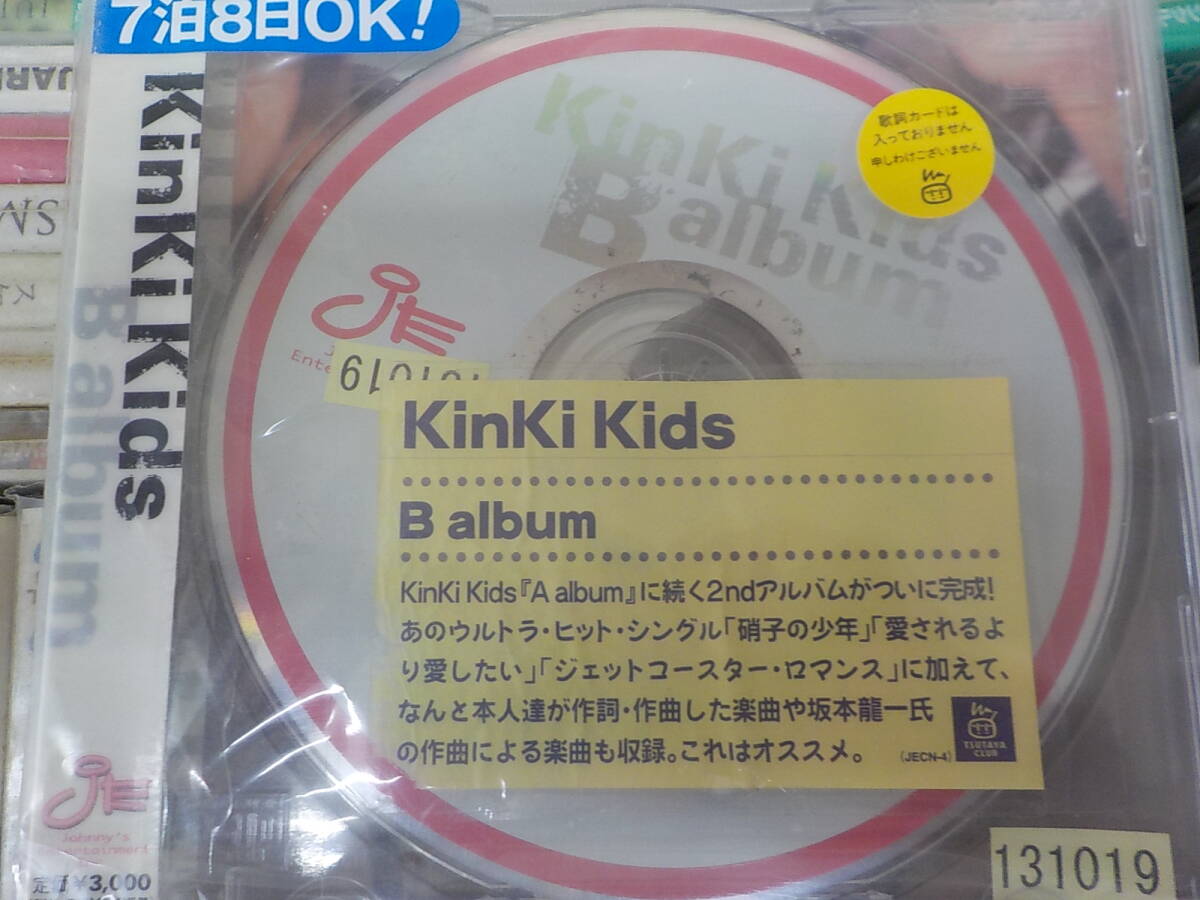 7泊8日OK!
KinKi Kids
B album
Johnny's
Entertainment
定価¥3,000
KinKi Kids
B album
歌詞カードは
入っておりません
申しわけございません
JE
131019
KinKi Kids
B album
KinKi Kids『A album』に続く2ndアルバムがついに完成!
あのウルトラ・ヒット・シングル「硝子の少年」「愛されるよ
り愛したい」「ジェットコースター・ロマンス」に加えて、
なんと本人達が作詞・作曲した楽曲や坂本龍一氏
の作曲による楽曲も収録。これはオススメ。
(JECN-4)
TSUTAYA
CLUB
131019